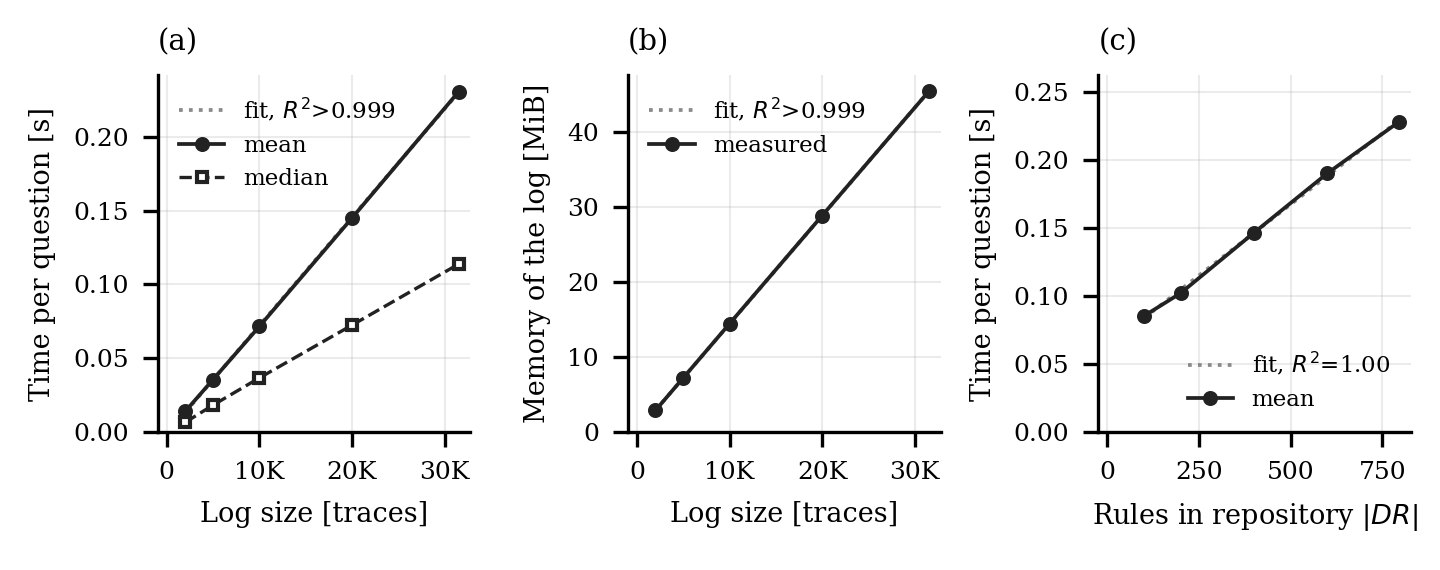 (a)
Time per question [s]
0.20
0.15
0.10
0.05
0.00
fit, R²>0.999
mean
median
0
10K
20K
30K
Log size [traces]
(b)
Memory of the log [MiB]
40
30
20
10
0
fit, R²>0.999
measured
0
10K
20K
30K
Log size [traces]
(c)
Time per question [s]
0.25
0.20
0.15
0.10
0.05
0.00
fit, R²=1.00
mean
0
250
500
750
Rules in repository |DR|